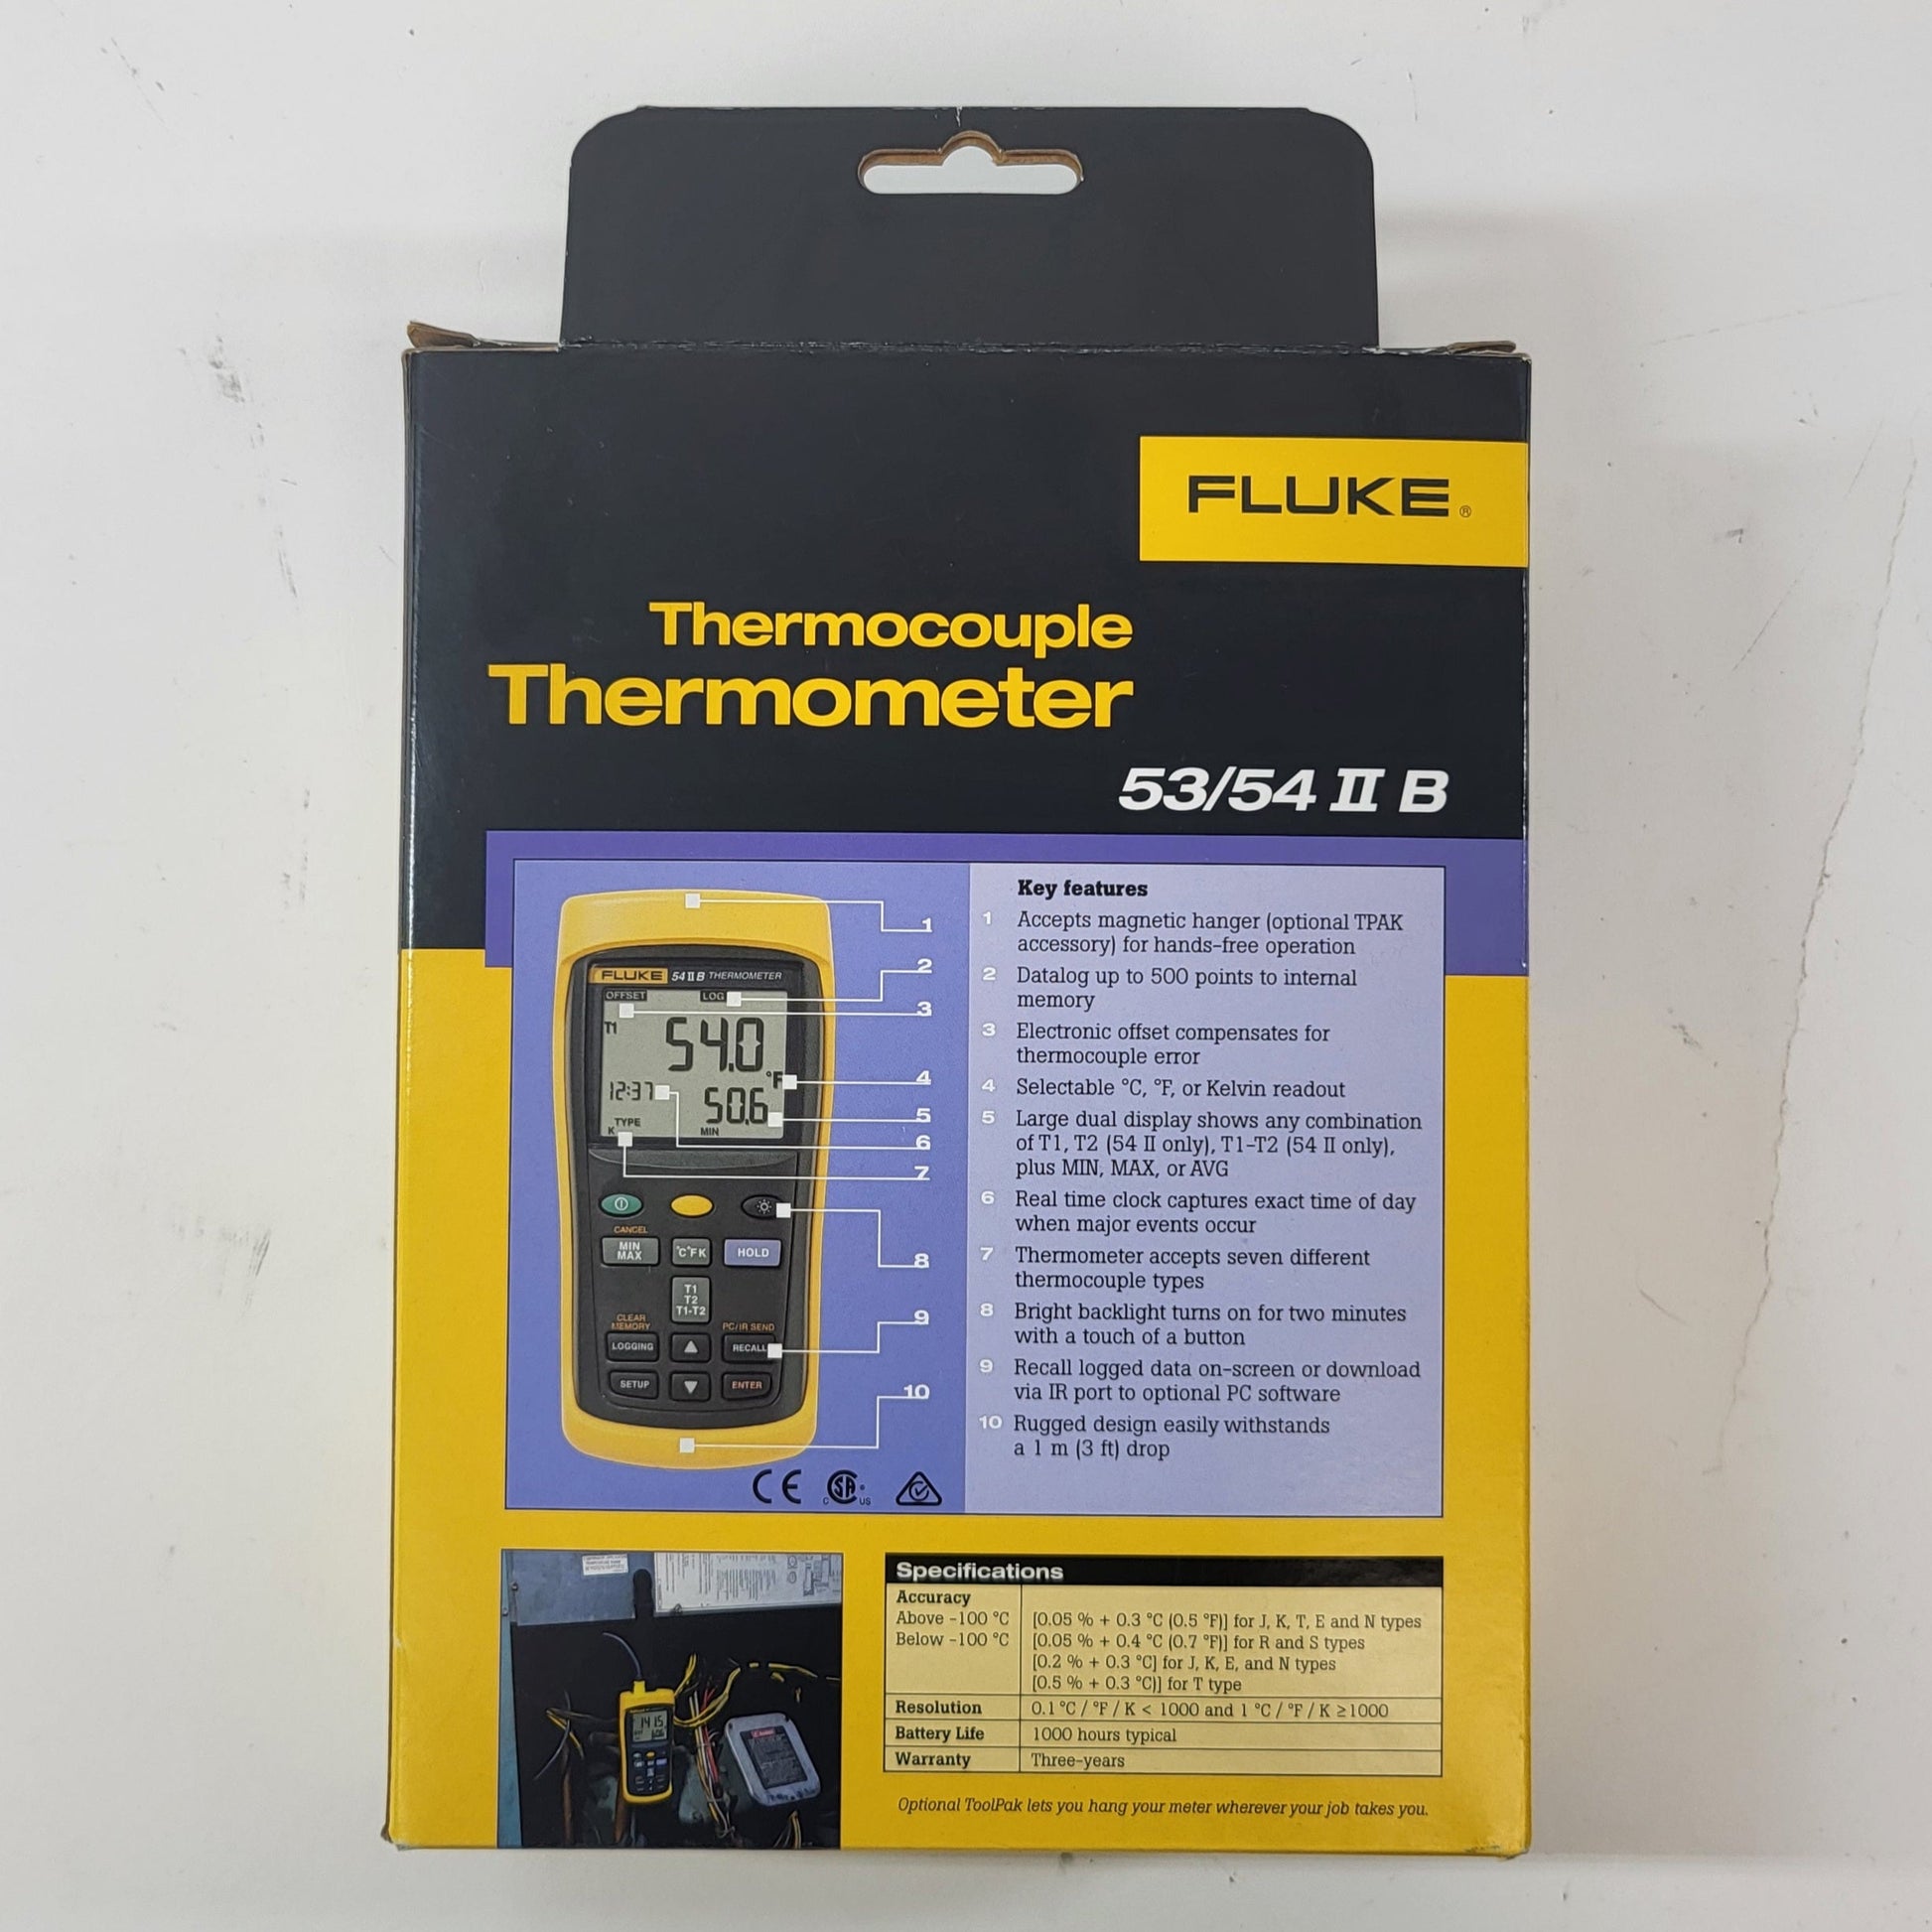 FLUKE®
Thermocouple
Thermometer
53/54 II B
FLUKE 54 II B THERMOMETER
OFFSET LOG
T1
54.0
°F
12:37
50.6
TYPE
K
MIN
CANCEL
MIN
MAX
°C°F K
HOLD
T1
T2
T1-T2
CLEAR
MEMORY
PC/IR SEND
LOGGING
RECALL
SETUP
ENTER
1
2
3
4
5
6
7
8
9
10
CE
C SA US
Key features
1 Accepts magnetic hanger (optional TPAK
accessory) for hands-free operation
2 Datalog up to 500 points to internal
memory
3 Electronic offset compensates for
thermocouple error
4 Selectable °C, °F, or Kelvin readout
5 Large dual display shows any combination
of T1, T2 (54 II only), T1-T2 (54 II only),
plus MIN, MAX, or AVG
6 Real time clock captures exact time of day
when major events occur
7 Thermometer accepts seven different
thermocouple types
8 Bright backlight turns on for two minutes
with a touch of a button
9 Recall logged data on-screen or download
via IR port to optional PC software
10 Rugged design easily withstands
a 1 m (3 ft) drop
Specifications
Accuracy
Above -100 °C [0.05 % + 0.3 °C (0.5 °F)] for J, K, T, E and N types
Below -100 °C [0.05 % + 0.4 °C (0.7 °F)] for R and S types
[0.2 % + 0.3 °C] for J, K, E, and N types
[0.5 % + 0.3 °C)] for T type
Resolution 0.1 °C / °F / K < 1000 and 1 °C / °F / K ≥ 1000
Battery Life 1000 hours typical
Warranty Three-years
Optional ToolPak lets you hang your meter wherever your job takes you.